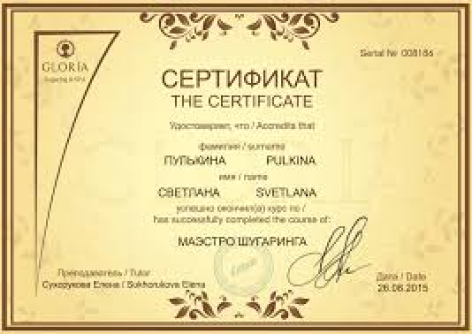 GLORIA
Sugaring & SPA
Serial № 008186
СЕРТИФИКАТ
THE CERTIFICATE
Удостоверяет, что / Accredits that
фамилия / surname
ПУЛЬКИНА PULKINA
имя / name
СВЕТЛАНА SVETLANA
успешно окончил(а) курс по /
has successfully completed the course of:
МАЭСТРО ШУГАРИНГА
Преподаватель / Tutor
Сухорукова Елена / Sukhorukova Elena
Дата / Date
26.08.2015